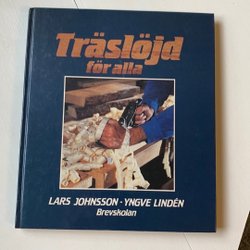 Träslöjd
för alla
LARS JOHNSSON · YNGVE LINDÉN
Brevskolan